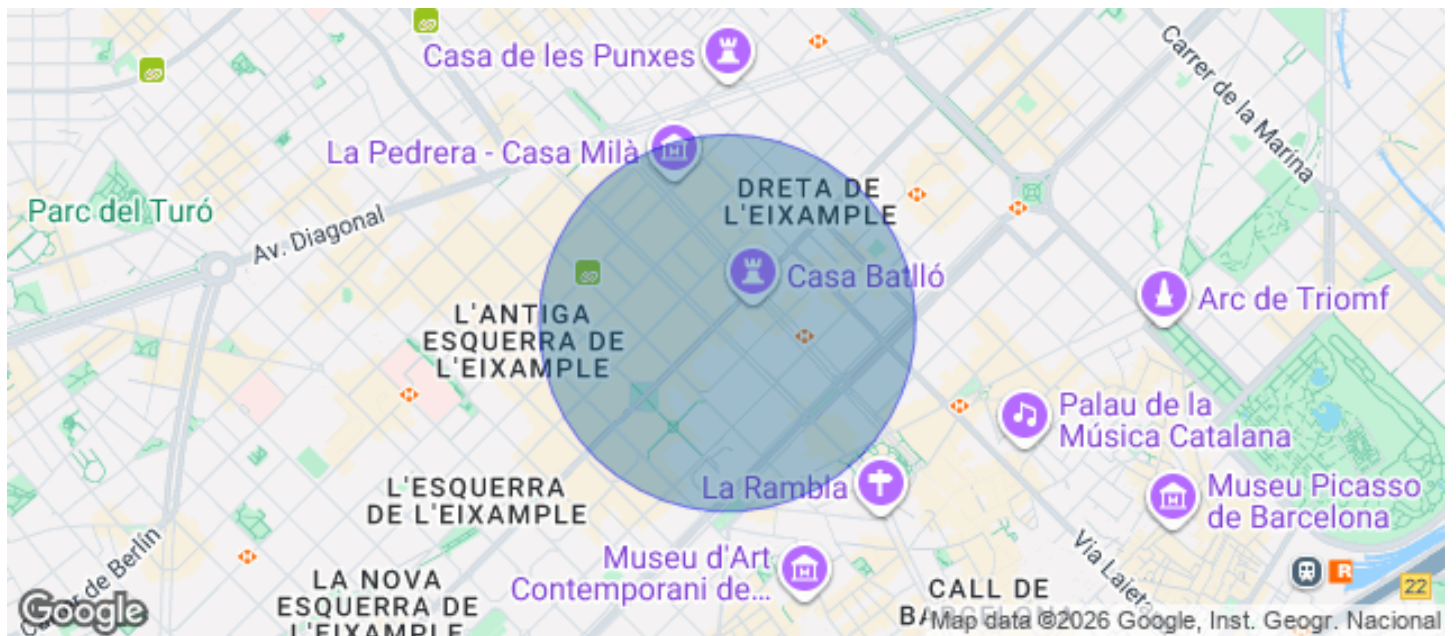 Casa de les Punxes
Carrer de la Marina
La Pedrera - Casa Milà
DRETA DE
L'EIXAMPLE
Parc del Turó
Av. Diagonal
Casa Batlló
Arc de Triomf
L'ANTIGA
ESQUERRA DE
L'EIXAMPLE
Palau de la
Música Catalana
L'ESQUERRA
DE L'EIXAMPLE
La Rambla
Museu Picasso
de Barcelona
Via Laieta
de Berlín
Museu d'Art
Contemporani de...
LA NOVA
ESQUERRA DE
L'EIXAMPLE
CALL DE
R
22
Google
Map data ©2026 Google, Inst. Geogr. Nacional